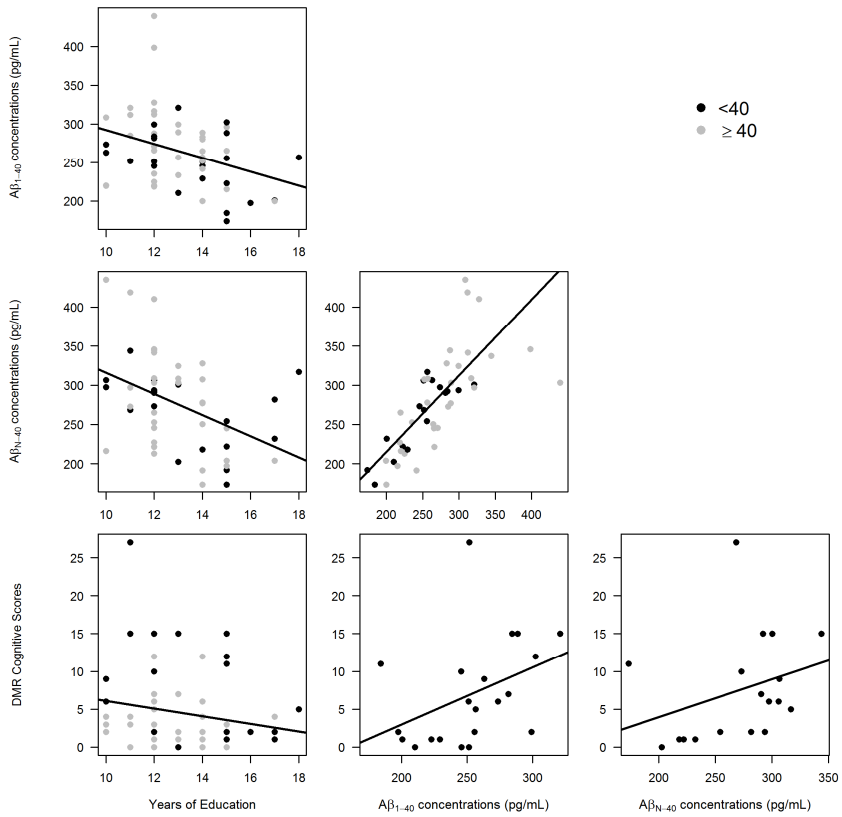 Aβ1–40 concentrations (pg/mL)
400
350
300
250
200
10 12 14 16 18
<40
≥ 40
AβN–40 concentrations (pg/mL)
400
350
300
250
200
10 12 14 16 18
400
350
300
250
200
200 250 300 350 400
DMR Cognitive Scores
25
20
15
10
5
0
10 12 14 16 18
Years of Education
25
20
15
10
5
0
200 250 300
Aβ1–40 concentrations (pg/mL)
25
20
15
10
5
0
200 250 300 350
AβN–40 concentrations (pg/mL)